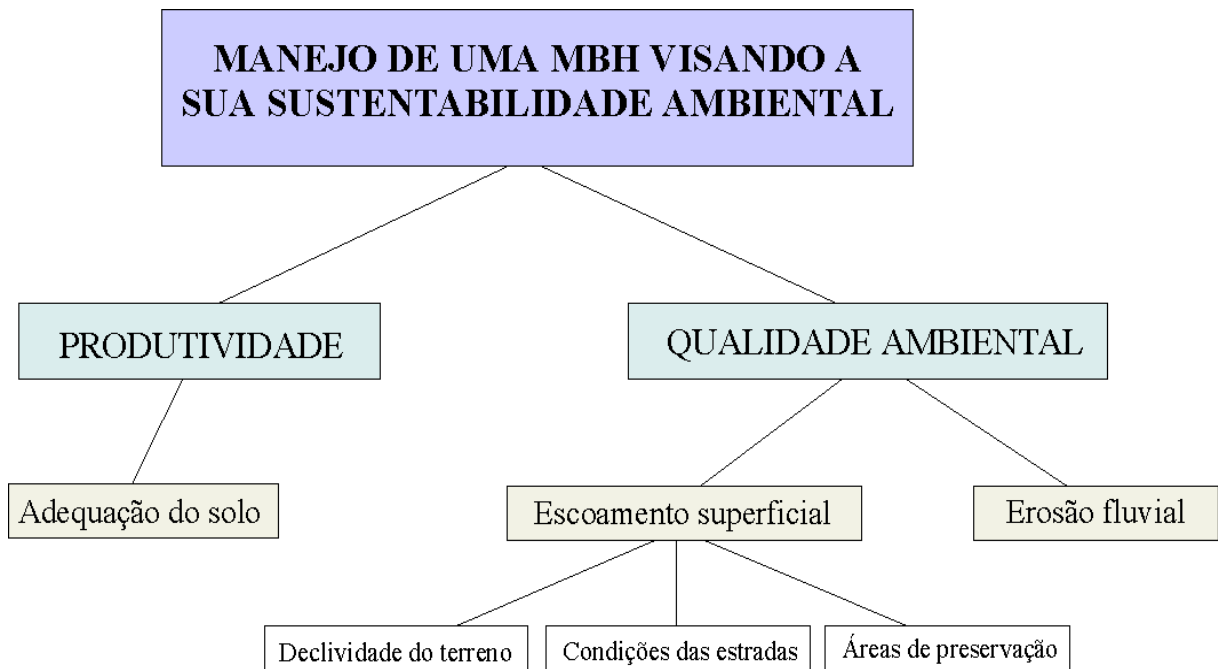 MANEJO DE UMA MBH VISANDO A
SUA SUSTENTABILIDADE AMBIENTAL
PRODUTIVIDADE
QUALIDADE AMBIENTAL
Adequação do solo
Escoamento superficial
Erosão fluvial
Declividade do terreno
Condições das estradas
Áreas de preservação